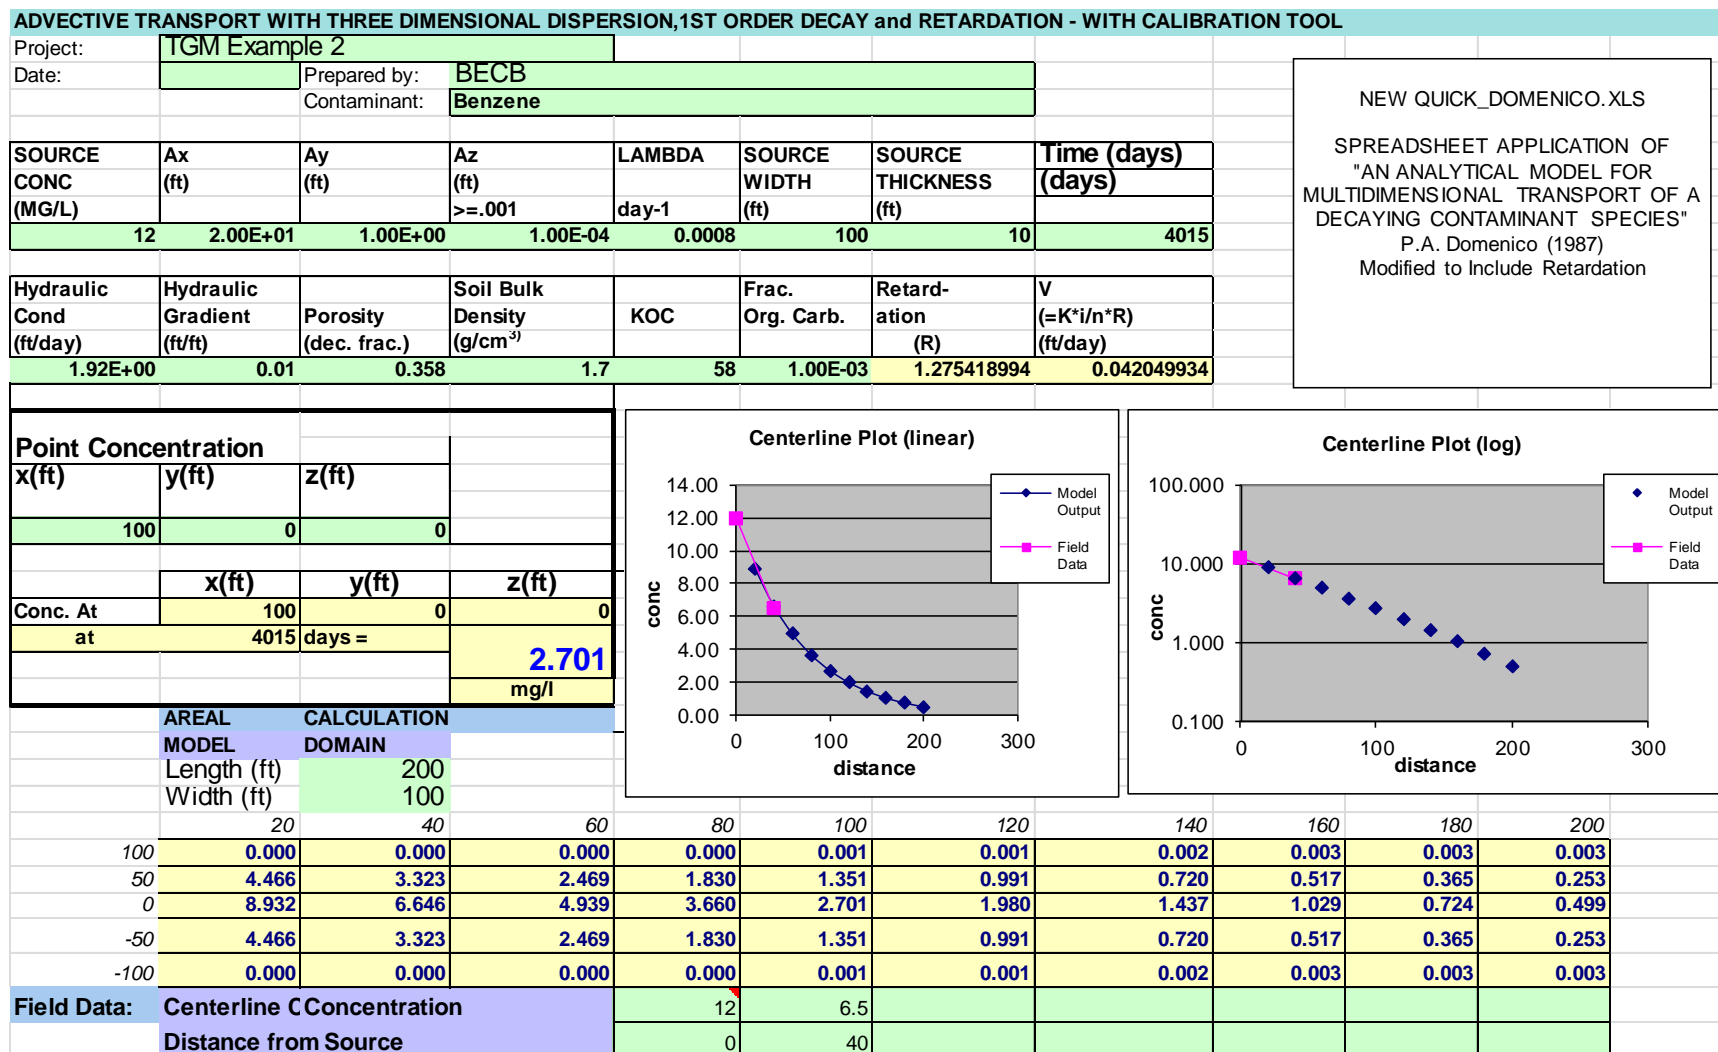 ADVECTIVE TRANSPORT WITH THREE DIMENSIONAL DISPERSION,1ST ORDER DECAY and RETARDATION - WITH CALIBRATION TOOL
Project: TGM Example 2
Date: Prepared by: BECB
Contaminant: Benzene
NEW QUICK_DOMENICO.XLS
SPREADSHEET APPLICATION OF
"AN ANALYTICAL MODEL FOR
MULTIDIMENSIONAL TRANSPORT OF A
DECAYING CONTAMINANT SPECIES"
P.A. Domenico (1987)
Modified to Include Retardation
SOURCE Ax Ay Az LAMBDA SOURCE SOURCE Time (days)
CONC (ft) (ft) (ft) WIDTH THICKNESS (days)
(MG/L) >=.001 day-1 (ft) (ft)
12 2.00E+01 1.00E+00 1.00E-04 0.0008 100 10 4015
Hydraulic Hydraulic Soil Bulk Frac. Retard- V
Cond Gradient Porosity Density KOC Org. Carb. ation (=K*i/n*R)
(ft/day) (ft/ft) (dec. frac.) (g/cm3) (R) (ft/day)
1.92E+00 0.01 0.358 1.7 58 1.00E-03 1.275418994 0.042049934
Point Concentration
x(ft) y(ft) z(ft)
100 0 0
x(ft) y(ft) z(ft)
Conc. At 100 0 0
at 4015 days =
2.701
mg/l
Centerline Plot (linear)
14.00
12.00
10.00
8.00
6.00
4.00
2.00
0.00
conc
0 100 200 300
distance
Model
Output
Field
Data
Centerline Plot (log)
100.000
10.000
1.000
0.100
conc
0 100 200 300
distance
Model
Output
Field
Data
AREAL CALCULATION
MODEL DOMAIN
Length (ft) 200
Width (ft) 100
20 40 60 80 100 120 140 160 180 200
100 0.000 0.000 0.000 0.000 0.001 0.001 0.002 0.003 0.003 0.003
50 4.466 3.323 2.469 1.830 1.351 0.991 0.720 0.517 0.365 0.253
0 8.932 6.646 4.939 3.660 2.701 1.980 1.437 1.029 0.724 0.499
-50 4.466 3.323 2.469 1.830 1.351 0.991 0.720 0.517 0.365 0.253
-100 0.000 0.000 0.000 0.000 0.001 0.001 0.002 0.003 0.003 0.003
Field Data: Centerline C Concentration 12 6.5
Distance from Source 0 40